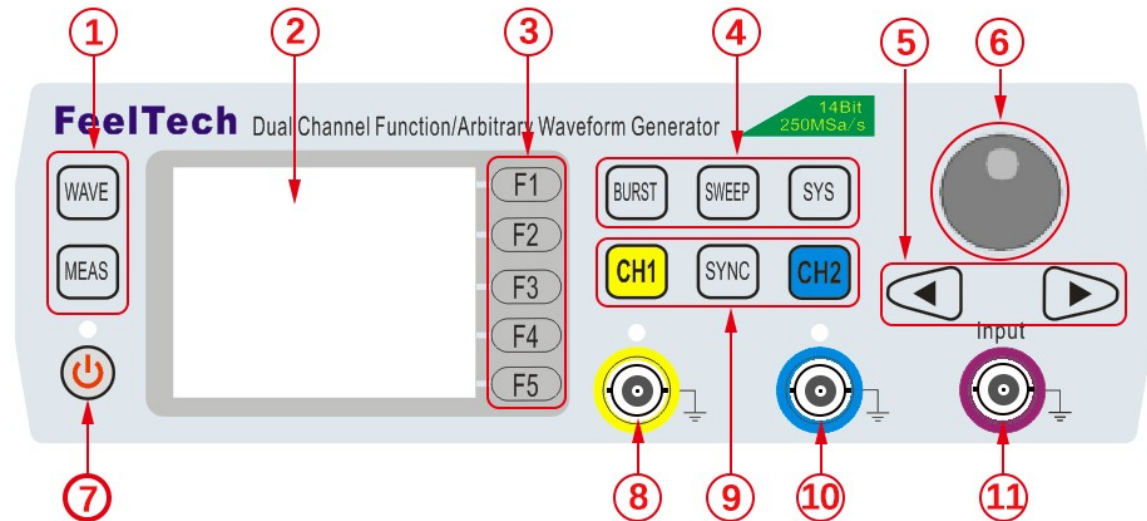 ① ② ③ ④ ⑤ ⑥
FeelTech Dual Channel Function/Arbitrary Waveform Generator
14Bit
250MSa/s
WAVE
MEAS
F1
F2
F3
F4
F5
BURST SWEEP SYS
CH1 SYNC CH2
Input
⑦ ⑧ ⑨ ⑩ ⑪